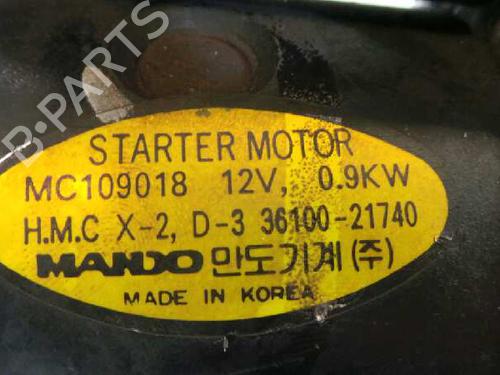 B-PARTS
STARTER MOTOR
MC109018 12V, 0.9KW
H.M.C X-2, D-3 36100-21740
MANDO 만도기계(주)
MADE IN KOREA